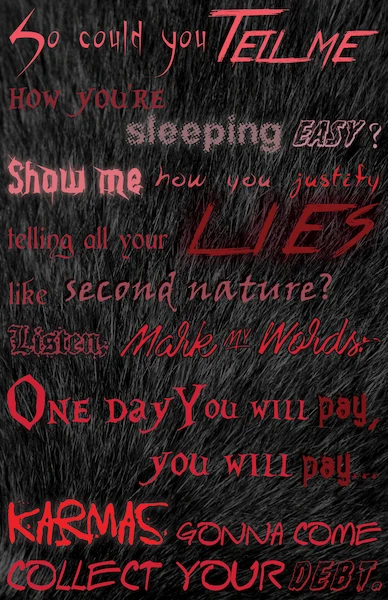 So could you TELL ME
HOW YOU'RE
sleeping EASY?
Show me how you justify
telling all your LIES
like second nature?
Listen, Mark my Words:
ONE DAY YOU WILL pay,
YOU WILL pay...
KARMAS GONNA COME
COLLECT YOUR DEBT.